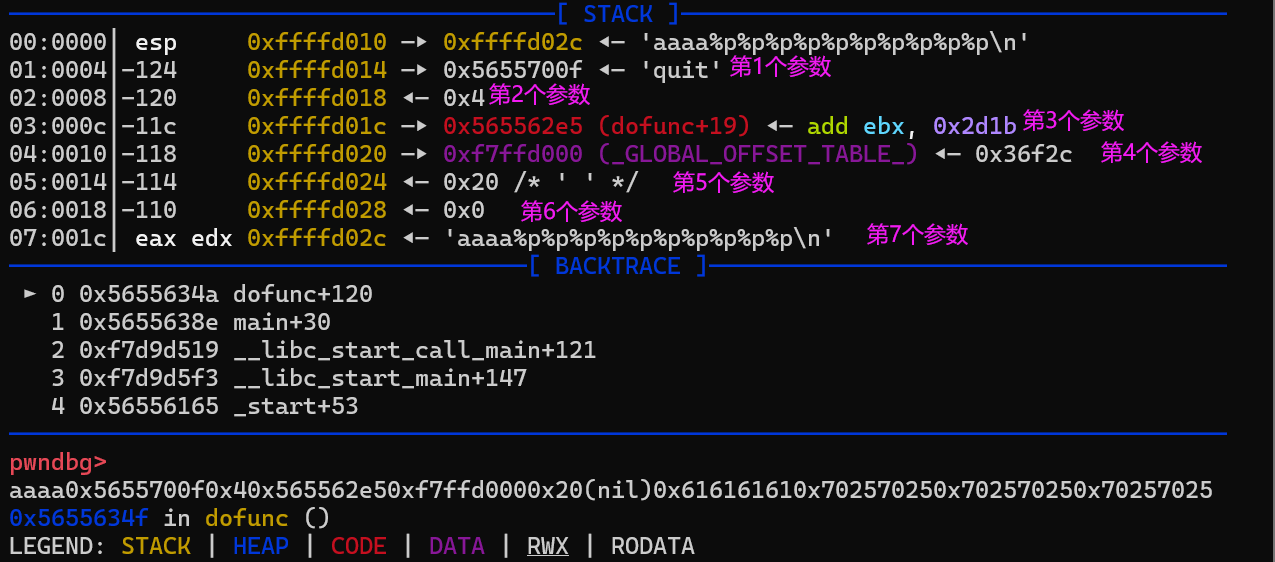 [ STACK ]
00:0000│ esp 0xffffd010 —▸ 0xffffd02c ◂— 'aaaa%p%p%p%p%p%p%p%p%p%p\n'
01:0004│-124 0xffffd014 —▸ 0x5655700f ◂— 'quit' 第1个参数
02:0008│-120 0xffffd018 ◂— 0x4 第2个参数
03:000c│-11c 0xffffd01c —▸ 0x565562e5 (dofunc+19) ◂— add ebx, 0x2d1b 第3个参数
04:0010│-118 0xffffd020 —▸ 0xf7ffd000 (_GLOBAL_OFFSET_TABLE_) ◂— 0x36f2c 第4个参数
05:0014│-114 0xffffd024 ◂— 0x20 /* ' ' */ 第5个参数
06:0018│-110 0xffffd028 ◂— 0x0 第6个参数
07:001c│ eax edx 0xffffd02c ◂— 'aaaa%p%p%p%p%p%p%p%p%p%p\n' 第7个参数
[ BACKTRACE ]
► 0 0x5655634a dofunc+120
1 0x5655638e main+30
2 0xf7d9d519 __libc_start_call_main+121
3 0xf7d9d5f3 __libc_start_main+147
4 0x56556165 _start+53
pwndbg>
aaaa0x5655700f0x40x565562e50xf7ffd0000x20(nil)0x616161610x702570250x702570250x70257025
0x5655634f in dofunc ()
LEGEND: STACK | HEAP | CODE | DATA | RWX | RODATA